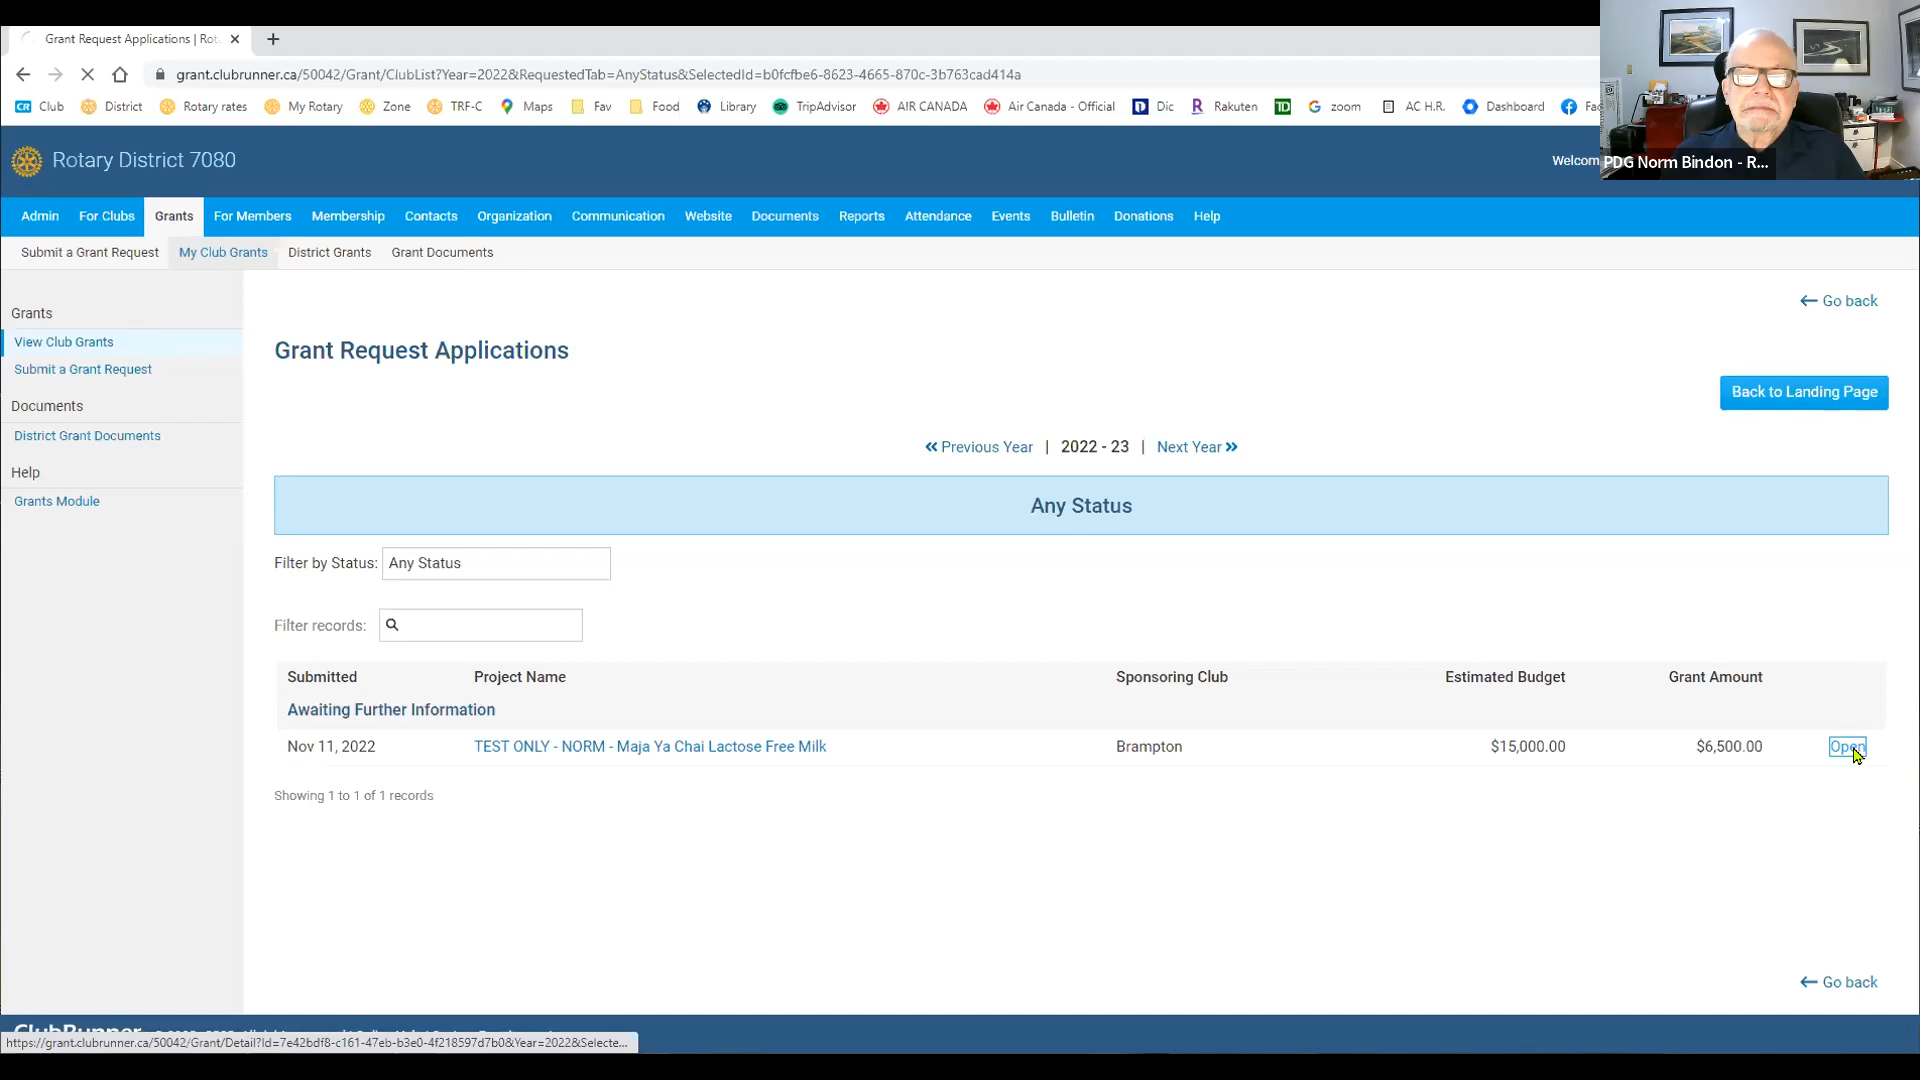 Grant Request Applications | Rot
grant.clubrunner.ca/50042/Grant/ClubList?Year=2022&RequestedTab=AnyStatus&SelectedId=b0fcfbe6-8623-4665-870c-3b763cad414a
CR Club District Rotary rates My Rotary Zone TRF-C Maps Fav Food Library TripAdvisor AIR CANADA Air Canada - Official D Dic R Rakuten TD G zoom AC H.R. Dashboard Fac
Rotary District 7080
Welcom
PDG Norm Bindon - R...
Admin For Clubs Grants For Members Membership Contacts Organization Communication Website Documents Reports Attendance Events Bulletin Donations Help
Submit a Grant Request My Club Grants District Grants Grant Documents
Go back
Grants
View Club Grants
Submit a Grant Request
Documents
District Grant Documents
Help
Grants Module
Grant Request Applications
Back to Landing Page
Previous Year | 2022 - 23 | Next Year
Any Status
Filter by Status: Any Status
Filter records:
Submitted Project Name Sponsoring Club Estimated Budget Grant Amount
Awaiting Further Information
Nov 11, 2022 TEST ONLY - NORM - Maja Ya Chai Lactose Free Milk Brampton $15,000.00 $6,500.00 Open
Showing 1 to 1 of 1 records
Go back
ClubRunner
https://grant.clubrunner.ca/50042/Grant/Detail?Id=7e42bdf8-c161-47eb-b3e0-4f218597d7b0&Year=2022&Selecte...